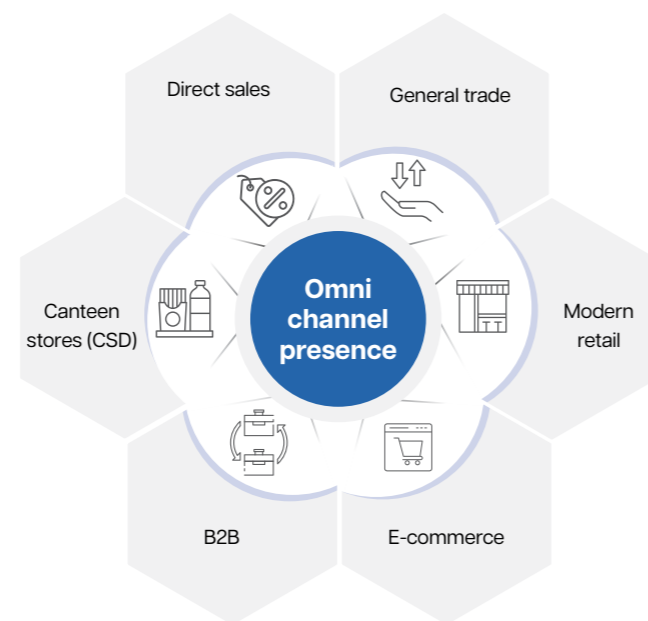 Direct sales
General trade
Canteen
stores (CSD)
Omni
channel
presence
Modern
retail
B2B
E-commerce